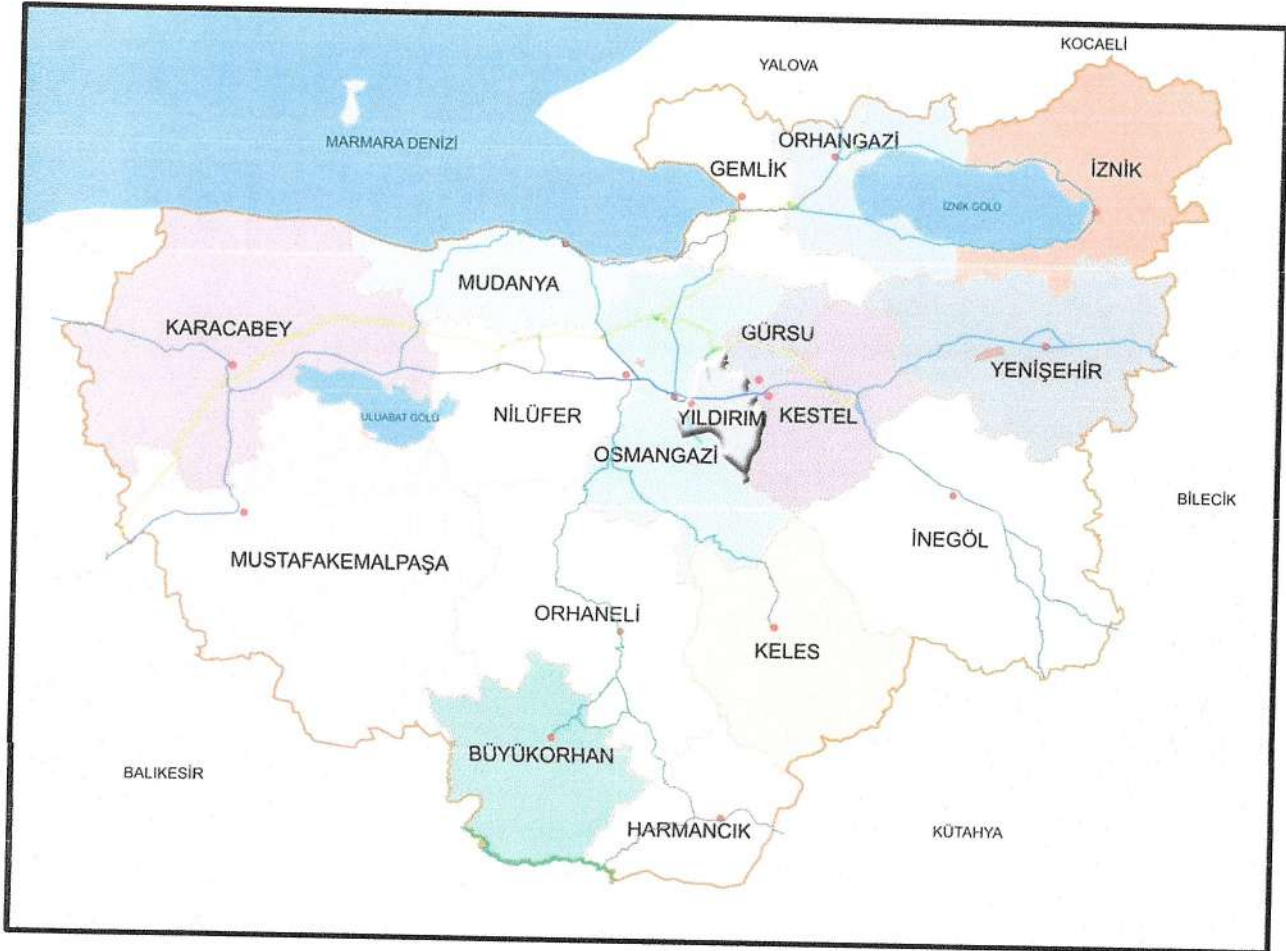 KOCAELİ
YALOVA
MARMARA DENİZİ
ORHANGAZİ
GEMLİK
İZNİK
İZNİK GÖLÜ
MUDANYA
KARACABEY
GÜRSU
YENİŞEHİR
ULUABAT GÖLÜ
NİLÜFER
YILDIRIM
KESTEL
OSMANGAZİ
BİLECİK
İNEGÖL
MUSTAFAKEMALPAŞA
ORHANELİ
KELES
BÜYÜKORHAN
BALIKESİR
HARMANCIK
KÜTAHYA